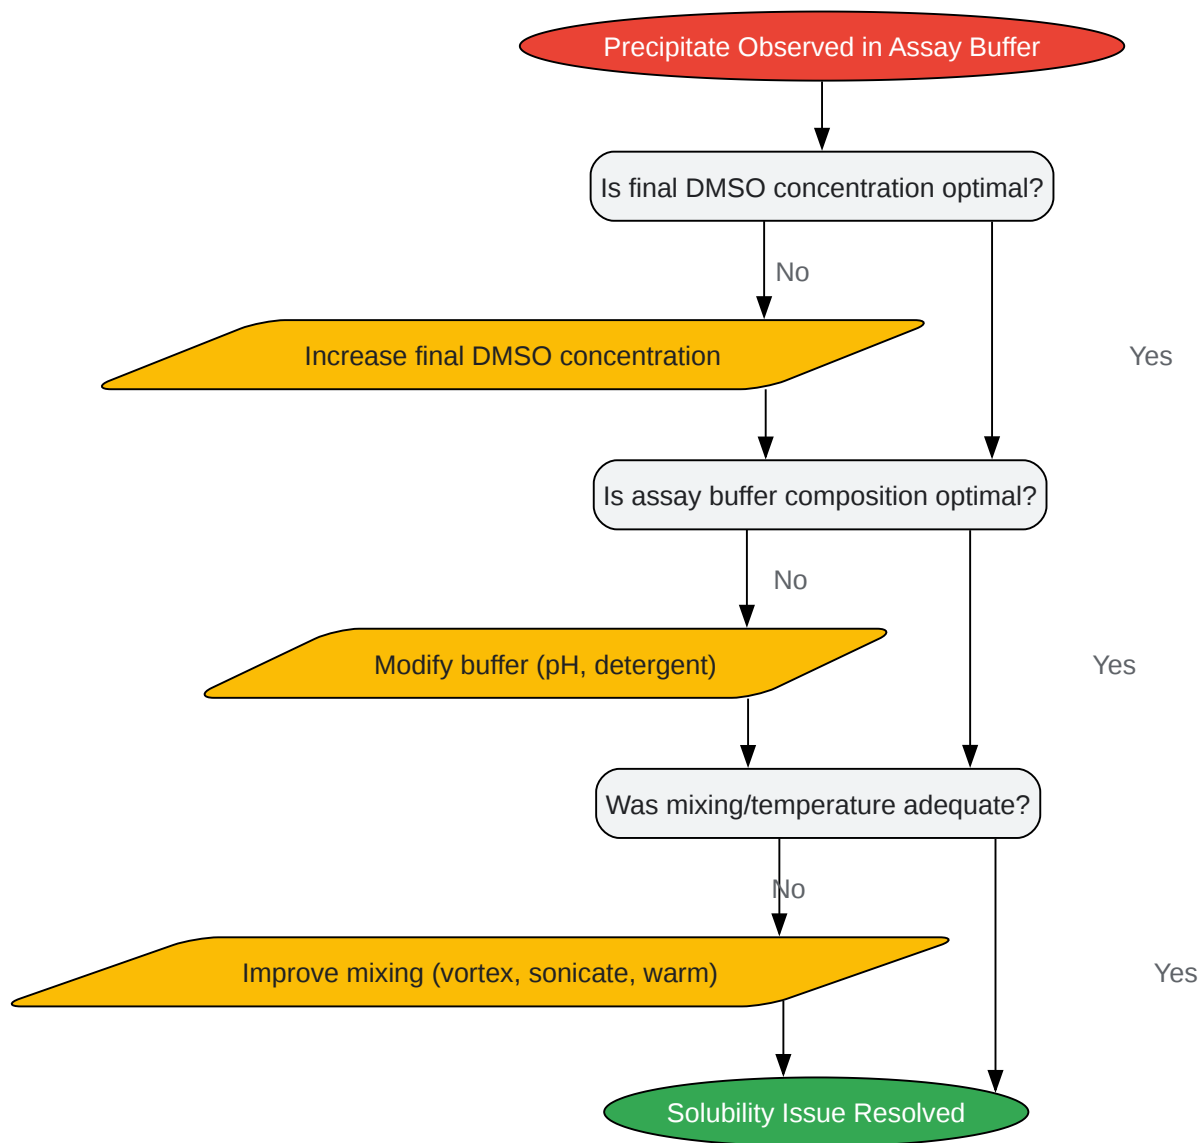 Precipitate Observed in Assay Buffer
Is final DMSO concentration optimal?
No
Increase final DMSO concentration
Yes
Is assay buffer composition optimal?
No
Modify buffer (pH, detergent)
Yes
Was mixing/temperature adequate?
No
Improve mixing (vortex, sonicate, warm)
Yes
Solubility Issue Resolved